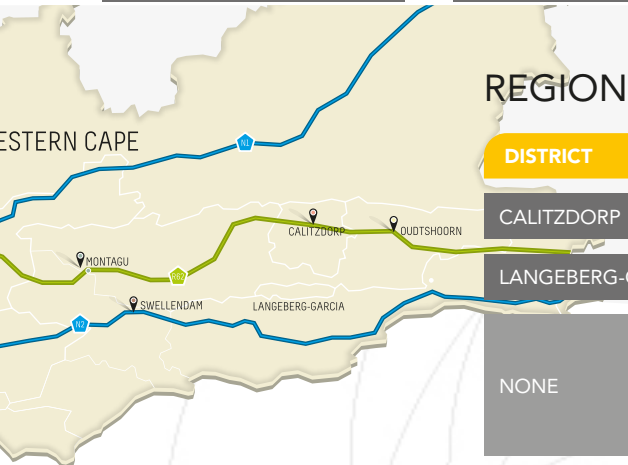 REGION
ESTERN CAPE
N1
DISTRICT
CALITZDORP
CALITZDORP
OUDTSHOORN
MONTAGU
R62
LANGEBERG-G
SWELLENDAM
LANGEBERG-GARCIA
N2
NONE